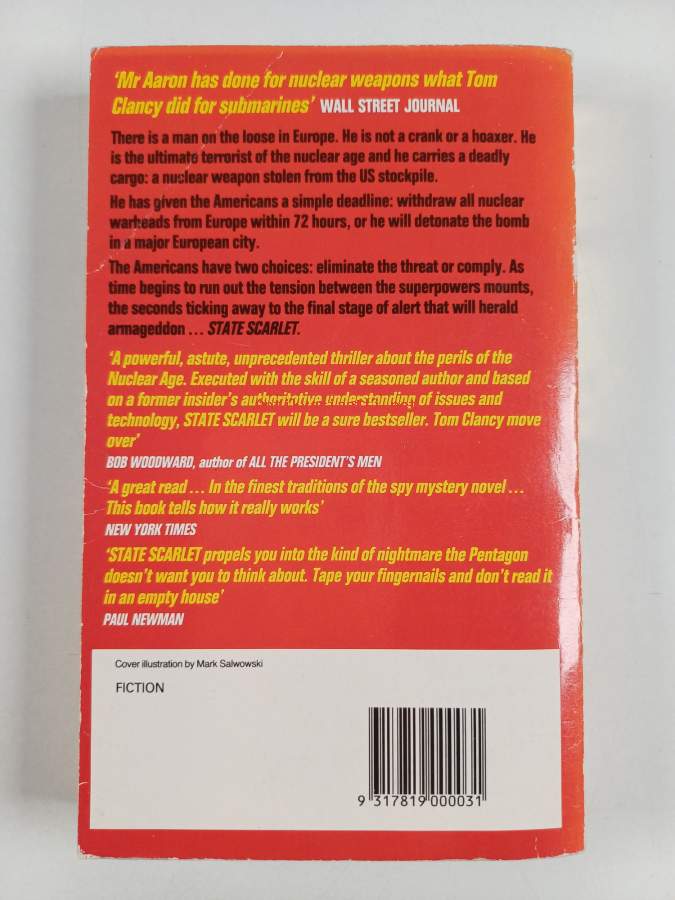 ‘Mr Aaron has done for nuclear weapons what Tom
Clancy did for submarines’ WALL STREET JOURNAL
There is a man on the loose in Europe. He is not a crank or a hoaxer. He
is the ultimate terrorist of the nuclear age and he carries a deadly
cargo: a nuclear weapon stolen from the US stockpile.
He has given the Americans a simple deadline: withdraw all nuclear
warheads from Europe within 72 hours, or he will detonate the bomb
in a major European city.
The Americans have two choices: eliminate the threat or comply. As
time begins to run out the tension between the superpowers mounts,
the seconds ticking away to the final stage of alert that will herald
armageddon ... STATE SCARLET.
‘A powerful, astute, unprecedented thriller about the perils of the
Nuclear Age. Executed with the skill of a seasoned author and based
on a former insider’s authoritative understanding of issues and
technology, STATE SCARLET will be a sure bestseller. Tom Clancy move
over’
BOB WOODWARD, author of ALL THE PRESIDENT’S MEN
‘A great read ... In the finest traditions of the spy mystery novel ...
This book tells how it really works’
NEW YORK TIMES
‘STATE SCARLET propels you into the kind of nightmare the Pentagon
doesn’t want you to think about. Tape your fingernails and don’t read it
in an empty house’
PAUL NEWMAN
Cover illustration by Mark Salwowski
FICTION
9 317819 000031